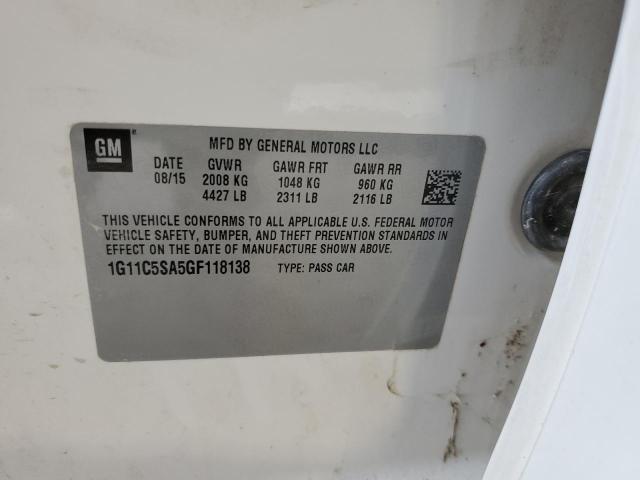 GM
MFD BY GENERAL MOTORS LLC
DATE GVWR GAWR FRT GAWR RR
08/15 2008 KG 1048 KG 960 KG
4427 LB 2311 LB 2116 LB
THIS VEHICLE CONFORMS TO ALL APPLICABLE U.S. FEDERAL MOTOR
VEHICLE SAFETY, BUMPER, AND THEFT PREVENTION STANDARDS IN
EFFECT ON THE DATE OF MANUFACTURE SHOWN ABOVE.
1G11C5SA5GF118138 TYPE: PASS CAR